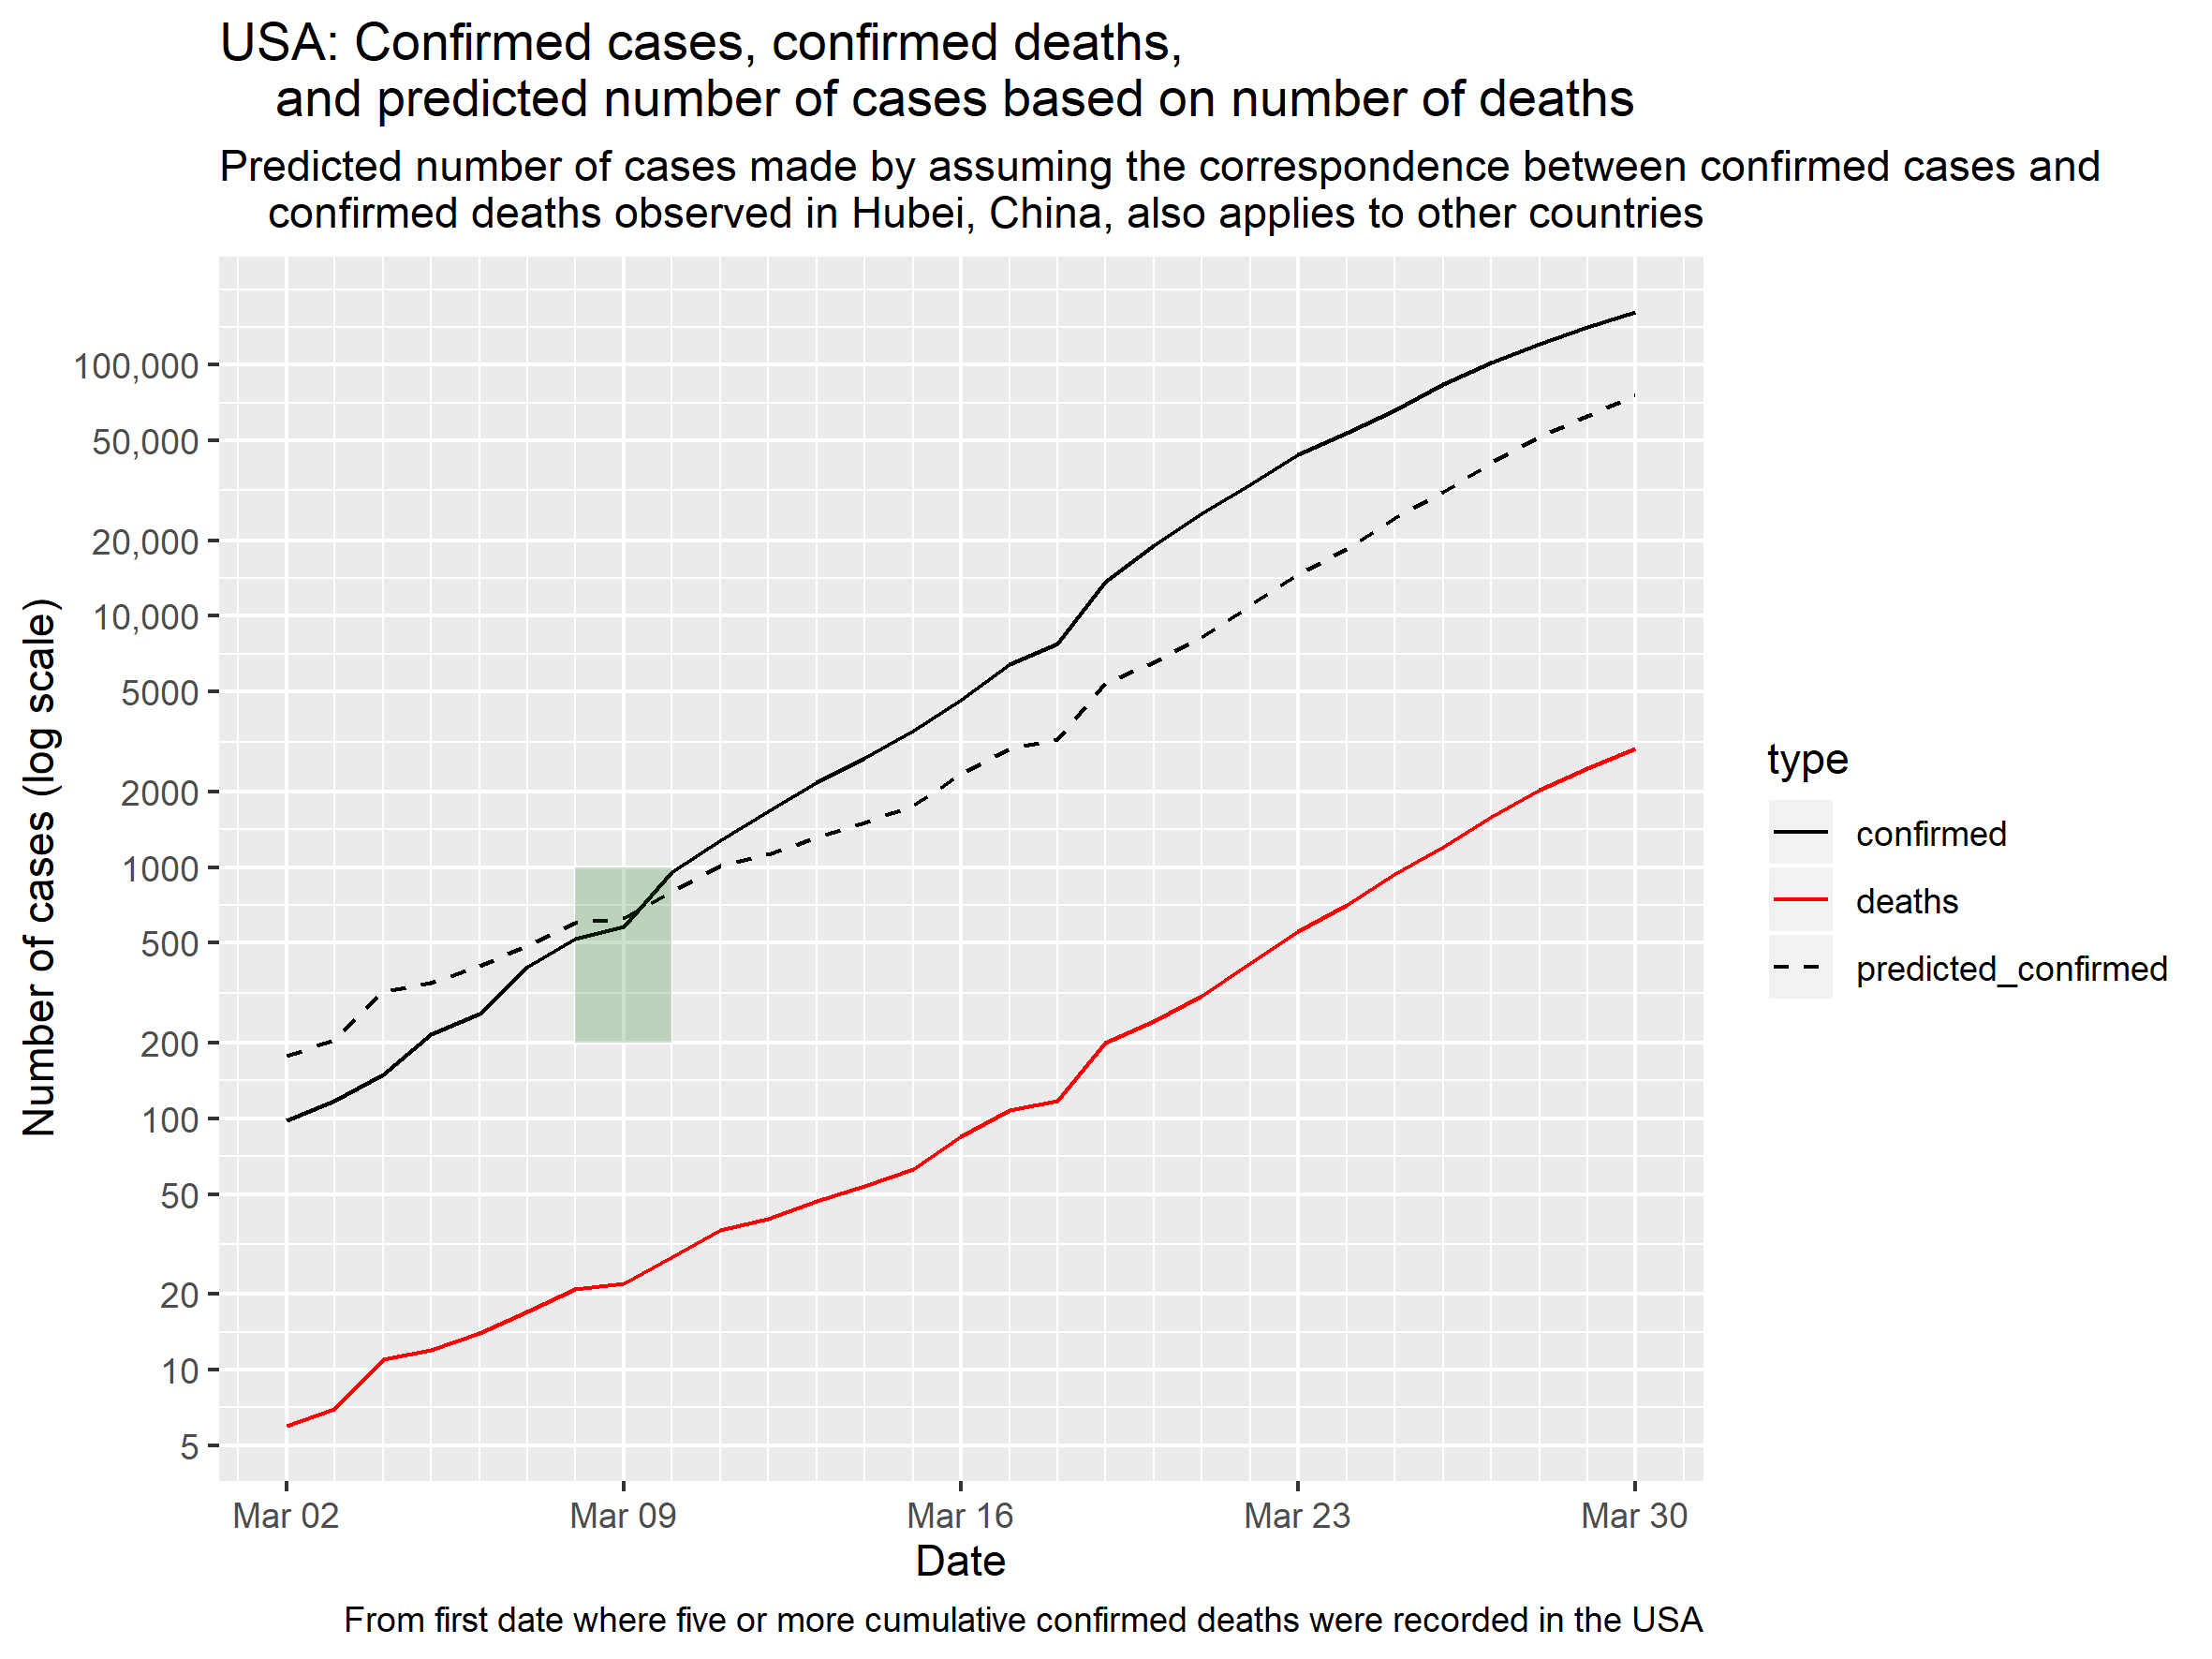 USA: Confirmed cases, confirmed deaths,
and predicted number of cases based on number of deaths
Predicted number of cases made by assuming the correspondence between confirmed cases and
confirmed deaths observed in Hubei, China, also applies to other countries
Number of cases (log scale)
100,000
50,000
20,000
10,000
5000
2000
1000
500
200
100
50
20
10
5
Mar 02
Mar 09
Mar 16
Mar 23
Mar 30
Date
type
confirmed
deaths
predicted_confirmed
From first date where five or more cumulative confirmed deaths were recorded in the USA